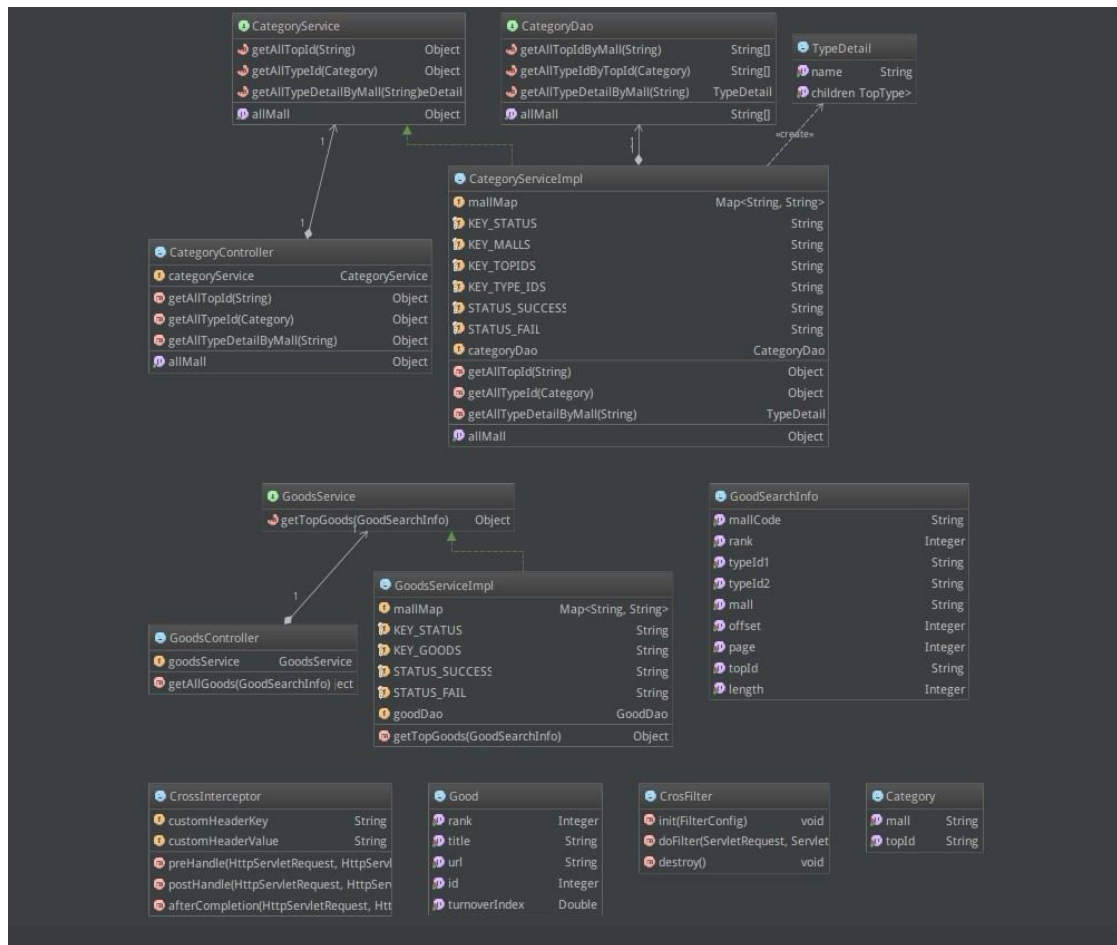 CategoryService
getAllTopId(String) Object
getAllTypeId(Category) Object
getAllTypeDetailByMall(String) eDetail
allMall Object
CategoryDao
getAllTopIdByMall(String) String[]
getAllTypeIdByTopId(Category) String[]
getAllTypeDetailByMall(String) TypeDetail
allMall String[]
TypeDetail
name String
children TopType>
«create»
1
1
1
CategoryServiceImpl
mallMap Map<String, String>
KEY_STATUS String
KEY_MALLS String
KEY_TOPIDS String
KEY_TYPE_IDS String
STATUS_SUCCESS String
STATUS_FAIL String
categoryDao CategoryDao
getAllTopId(String) Object
getAllTypeId(Category) Object
getAllTypeDetailByMall(String) TypeDetail
allMall Object
CategoryController
categoryService CategoryService
getAllTopId(String) Object
getAllTypeId(Category) Object
getAllTypeDetailByMall(String) Object
allMall Object
GoodsService
getTopGoods(GoodSearchInfo) Object
1
1
GoodsServiceImpl
mallMap Map<String, String>
KEY_STATUS String
KEY_GOODS String
STATUS_SUCCESS String
STATUS_FAIL String
goodDao GoodDao
getTopGoods(GoodSearchInfo) Object
GoodsController
goodsService GoodsService
getAllGoods(GoodSearchInfo) ject
GoodSearchInfo
mallCode String
rank Integer
typeId1 String
typeId2 String
mall String
offset Integer
page Integer
topId String
length Integer
CrossInterceptor
customHeaderKey String
customHeaderValue String
preHandle(HttpServletRequest, HttpServl
postHandle(HttpServletRequest, HttpServ
afterCompletion(HttpServletRequest, Htt
Good
rank Integer
title String
url String
id Integer
turnoverIndex Double
CrosFilter
init(FilterConfig) void
doFilter(ServletRequest, Servlet
destroy() void
Category
mall String
topId String